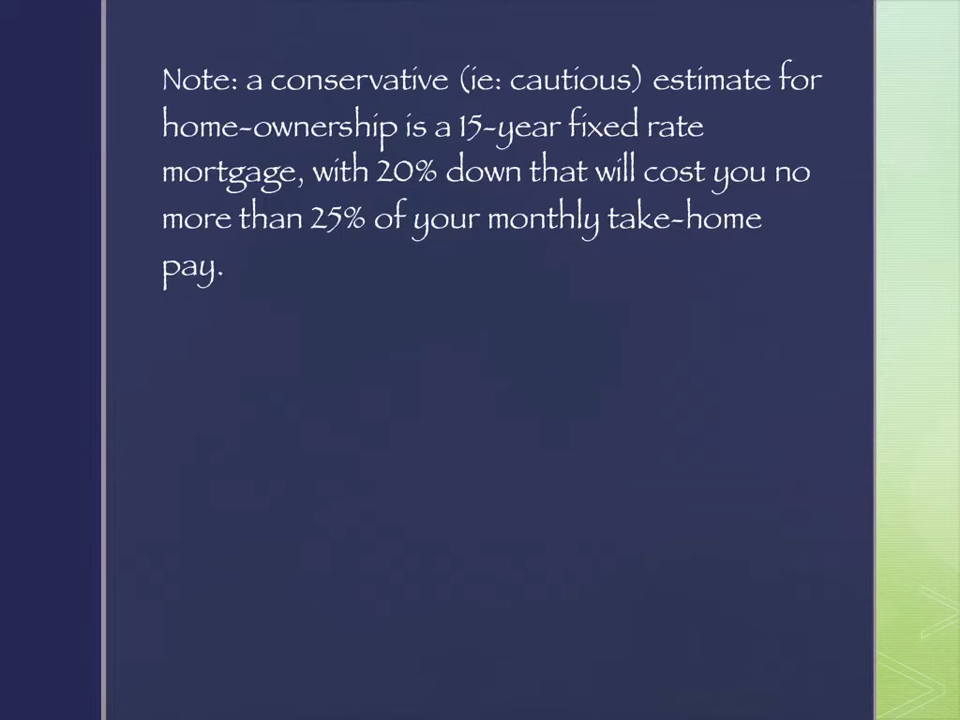 Note: a conservative (ie: cautious) estimate for
home-ownership is a 15-year fixed rate
mortgage, with 20% down that will cost you no
more than 25% of your monthly take-home
pay.